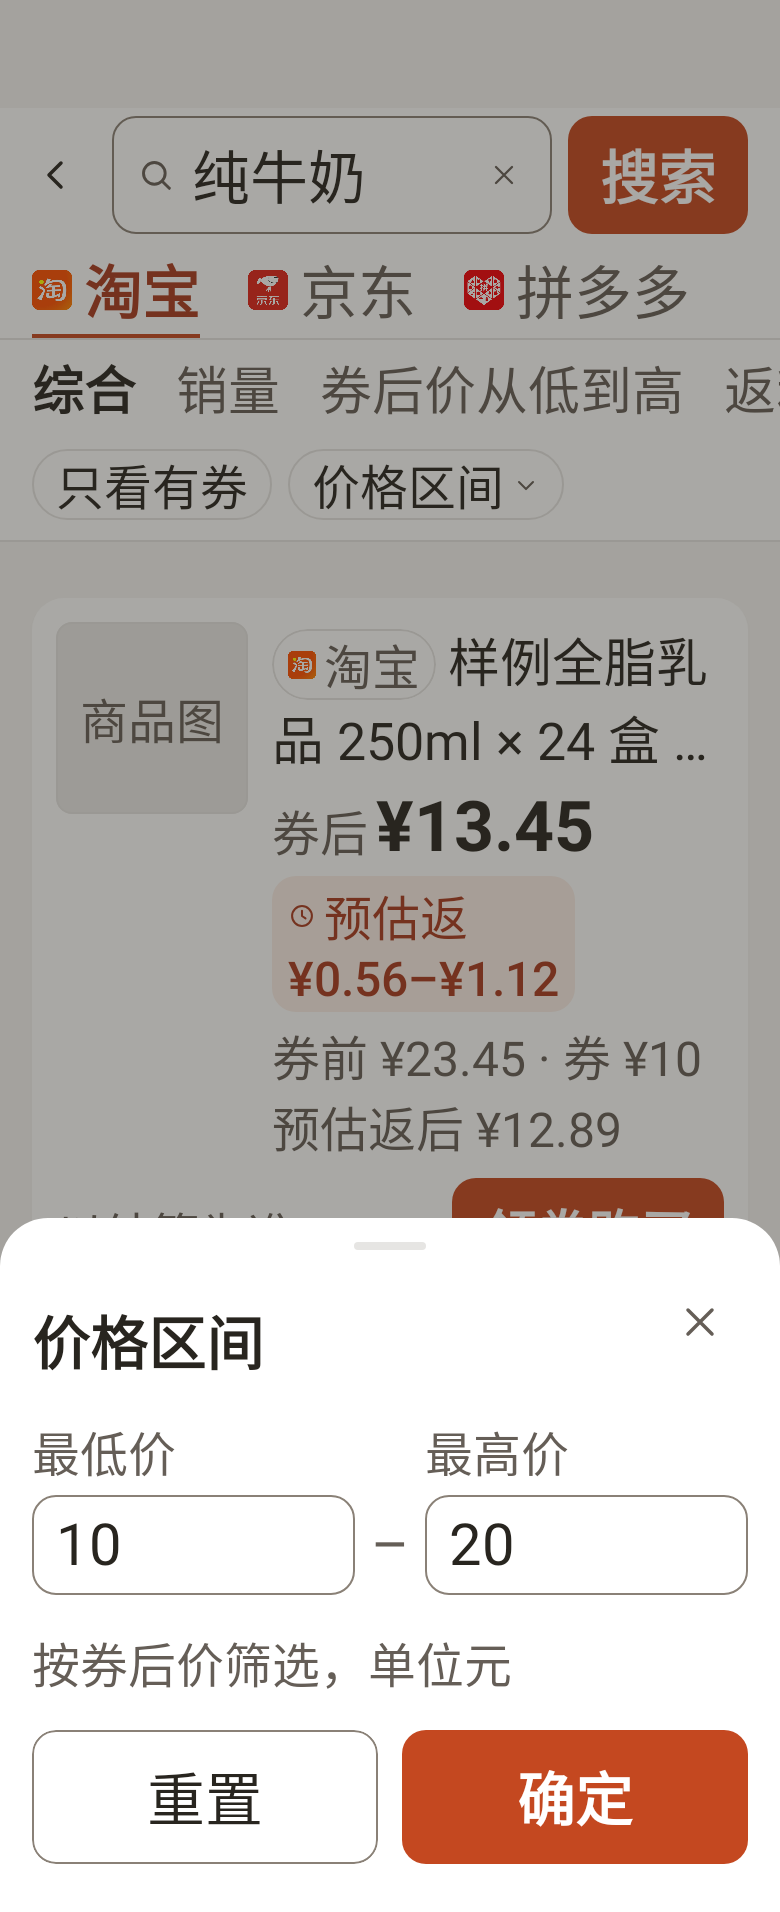 纯牛奶
搜索
淘宝 京东 拼多多
综合 销量 券后价从低到高 返
只看有券 价格区间
商品图
淘宝 样例全脂乳
品 250ml × 24 盒 ...
券后 ¥13.45
预估返
¥0.56–¥1.12
券前 ¥23.45 · 券 ¥10
预估返后 ¥12.89
价格区间
最低价 最高价
10 – 20
按券后价筛选，单位元
重置 确定